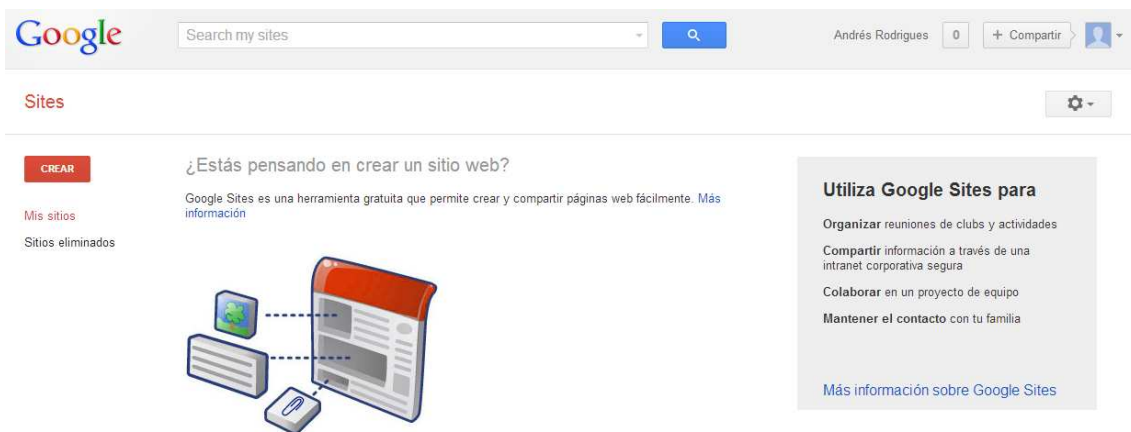 Google
Search my sites
Andrés Rodrigues
0
+ Compartir
Sites
CREAR
Mis sitios
Sitios eliminados
¿Estás pensando en crear un sitio web?
Google Sites es una herramienta gratuita que permite crear y compartir páginas web fácilmente. Más
información
Utiliza Google Sites para
Organizar reuniones de clubs y actividades
Compartir información a través de una
intranet corporativa segura
Colaborar en un proyecto de equipo
Mantener el contacto con tu familia
Más información sobre Google Sites